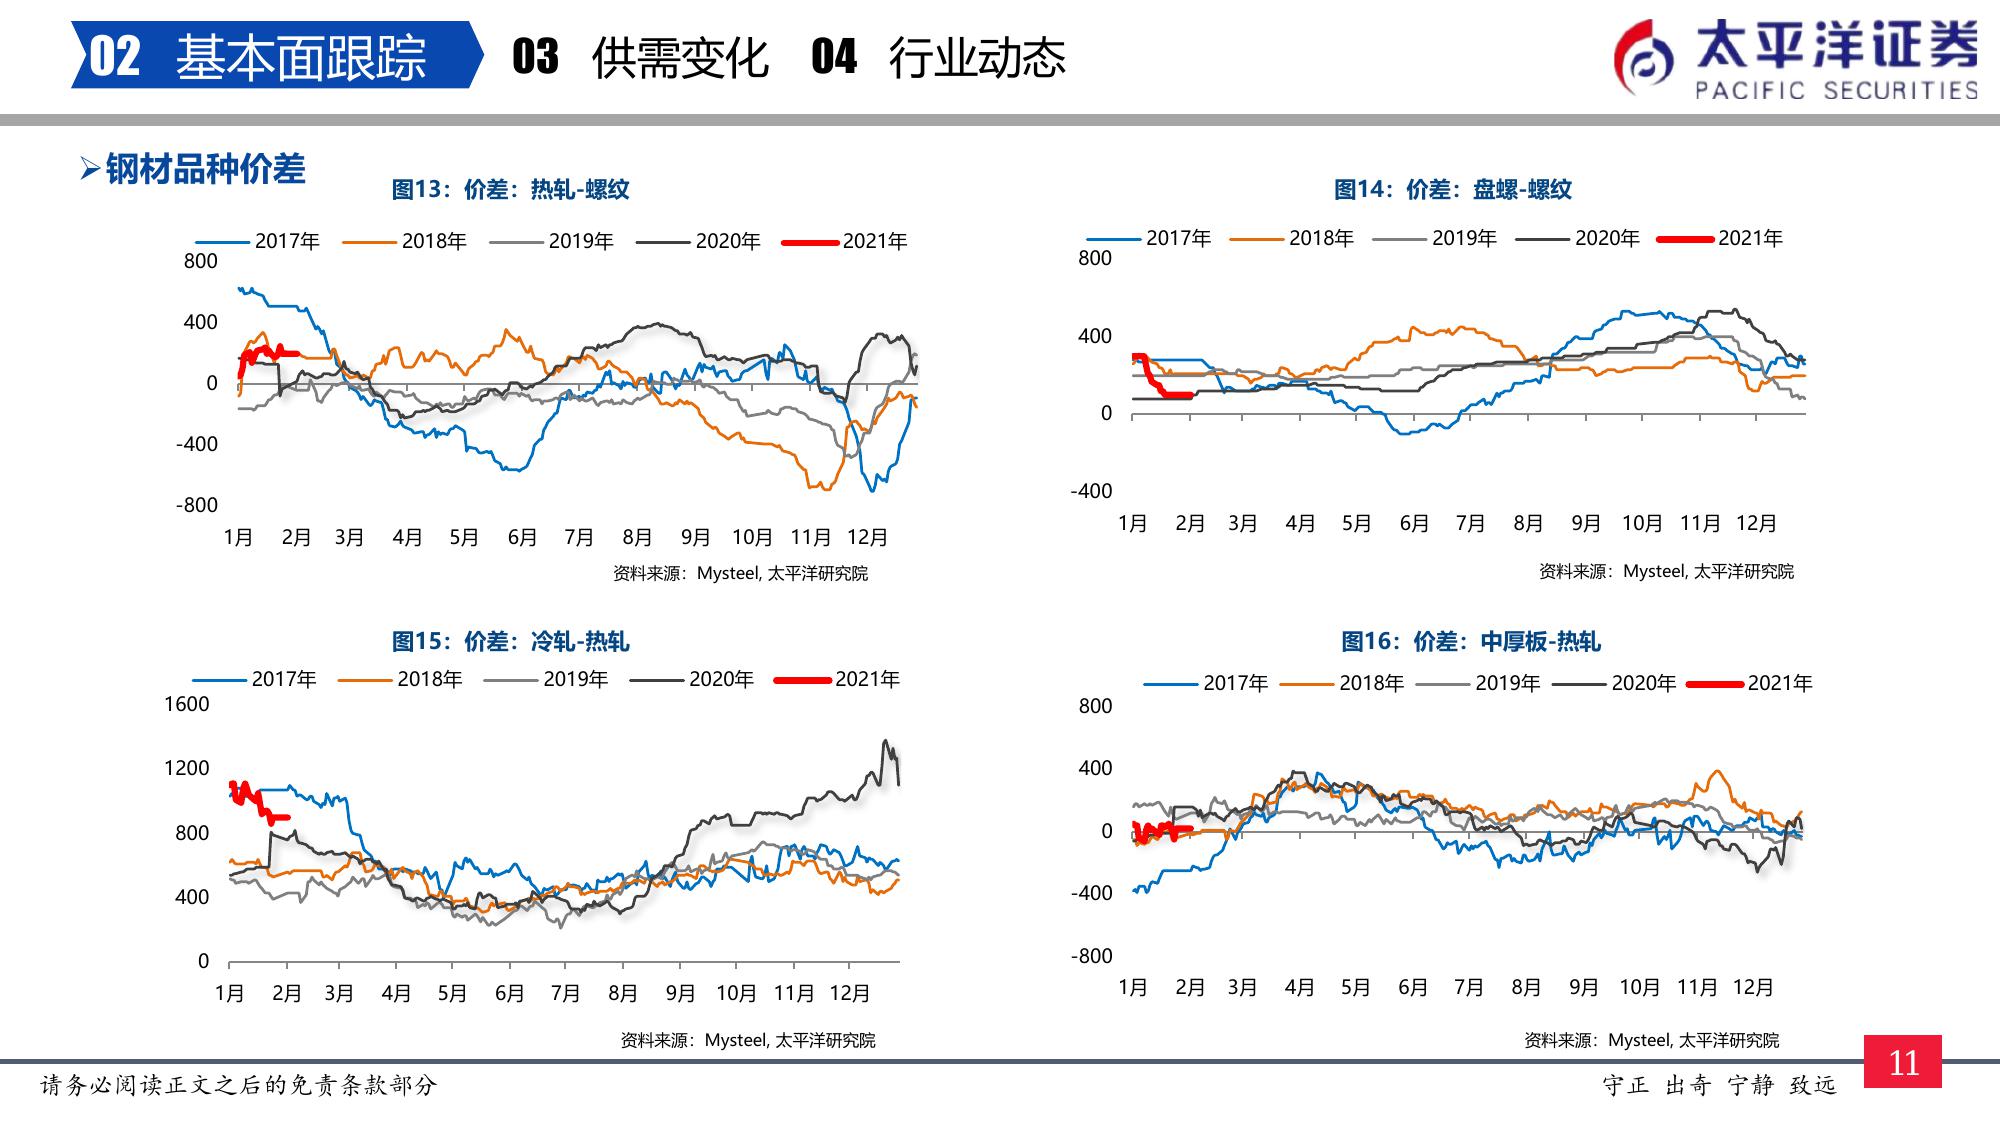 02 基本面跟踪 03 供需变化 04 行业动态
太平洋证券
PACIFIC SECURITIES
➢钢材品种价差
图13：价差：热轧-螺纹
2017年 2018年 2019年 2020年 2021年
800
400
0
-400
-800
1月 2月 3月 4月 5月 6月 7月 8月 9月 10月 11月 12月
资料来源：Mysteel, 太平洋研究院
图14：价差：盘螺-螺纹
2017年 2018年 2019年 2020年 2021年
800
400
0
-400
1月 2月 3月 4月 5月 6月 7月 8月 9月 10月 11月 12月
资料来源：Mysteel, 太平洋研究院
图15：价差：冷轧-热轧
2017年 2018年 2019年 2020年 2021年
1600
1200
800
400
0
1月 2月 3月 4月 5月 6月 7月 8月 9月 10月 11月 12月
资料来源：Mysteel, 太平洋研究院
图16：价差：中厚板-热轧
2017年 2018年 2019年 2020年 2021年
800
400
0
-400
-800
1月 2月 3月 4月 5月 6月 7月 8月 9月 10月 11月 12月
资料来源：Mysteel, 太平洋研究院
请务必阅读正文之后的免责条款部分
守正 出奇 宁静 致远
11